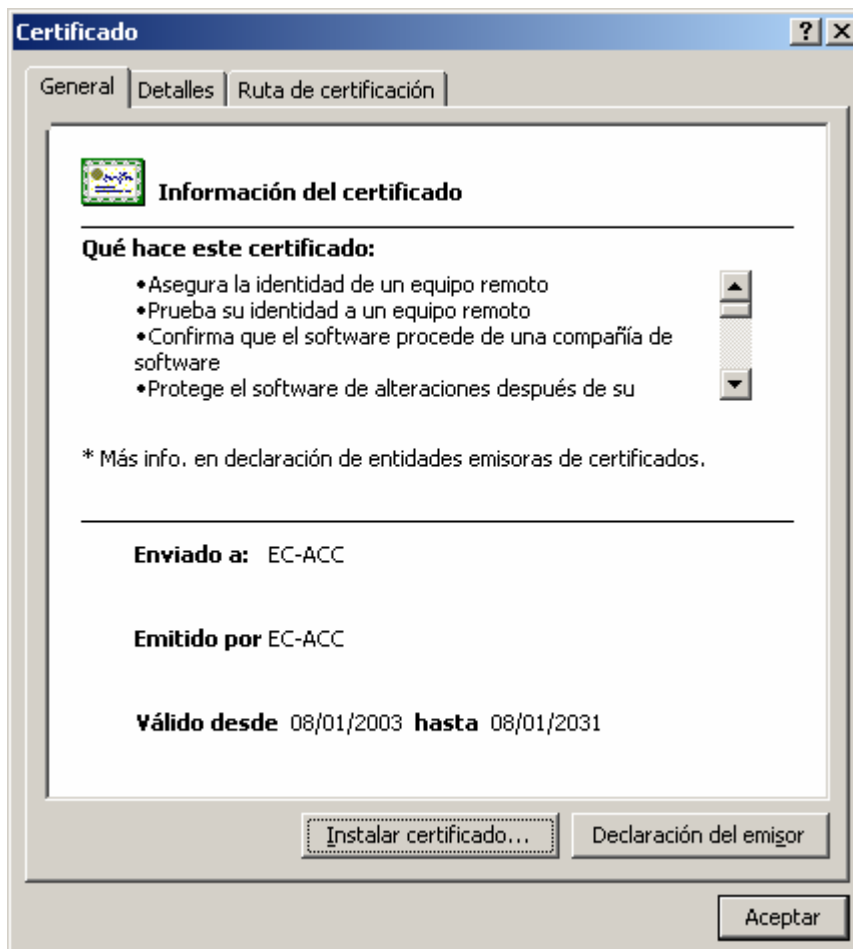 Certificado
General Detalles Ruta de certificación
Información del certificado
Qué hace este certificado:
•Asegura la identidad de un equipo remoto
•Prueba su identidad a un equipo remoto
•Confirma que el software procede de una compañía de
software
•Protege el software de alteraciones después de su
* Más info. en declaración de entidades emisoras de certificados.
Enviado a: EC-ACC
Emitido por EC-ACC
Válido desde 08/01/2003 hasta 08/01/2031
Instalar certificado... Declaración del emisor
Aceptar